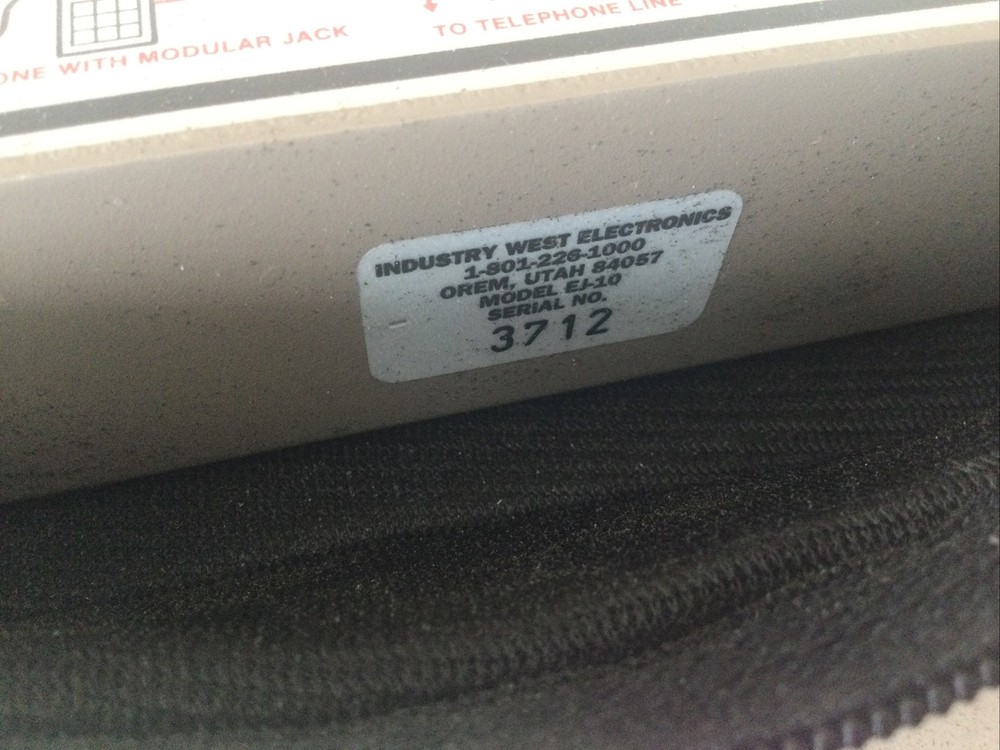 ONE WITH MODULAR JACK
TO TELEPHONE LINE
INDUSTRY WEST ELECTRONICS
1-801-226-1000
OREM, UTAH 84057
MODEL EJ-10
SERIAL NO.
3712